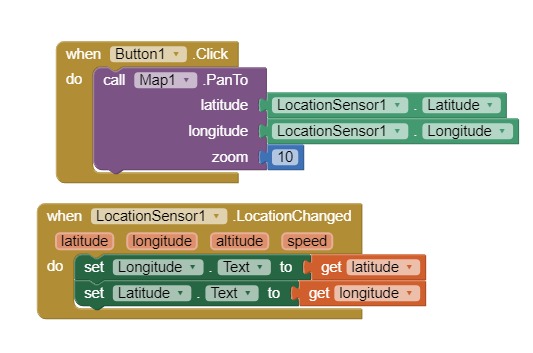 when Button1 .Click
do call Map1 .PanTo
latitude LocationSensor1 . Latitude
longitude LocationSensor1 . Longitude
zoom 10
when LocationSensor1 .LocationChanged
latitude longitude altitude speed
do set Longitude . Text to get latitude
set Latitude . Text to get longitude